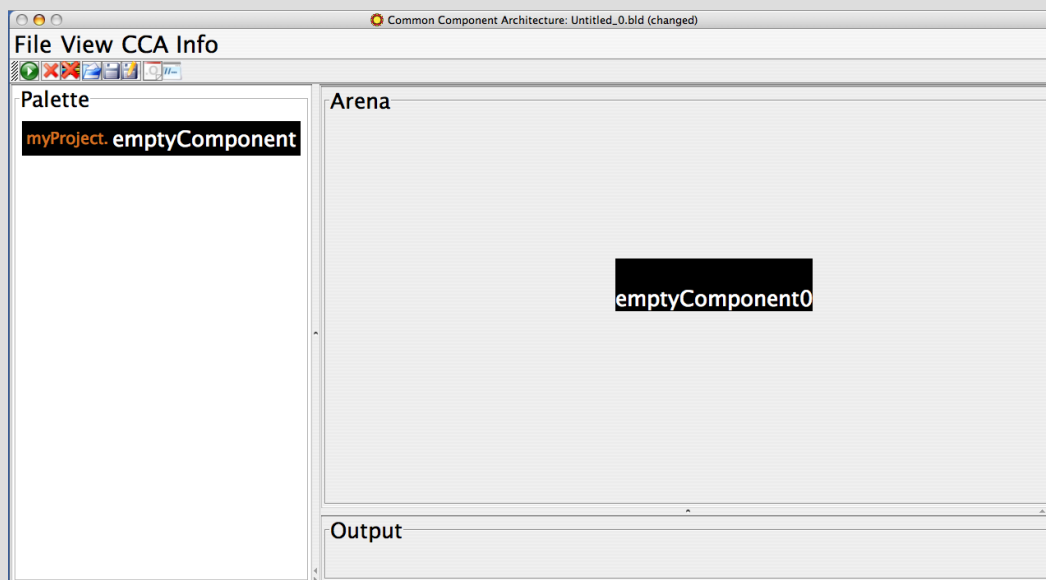 Common Component Architecture: Untitled_0.bld (changed)
File View CCA Info
Palette
myProject. emptyComponent
Arena
emptyComponent0
Output